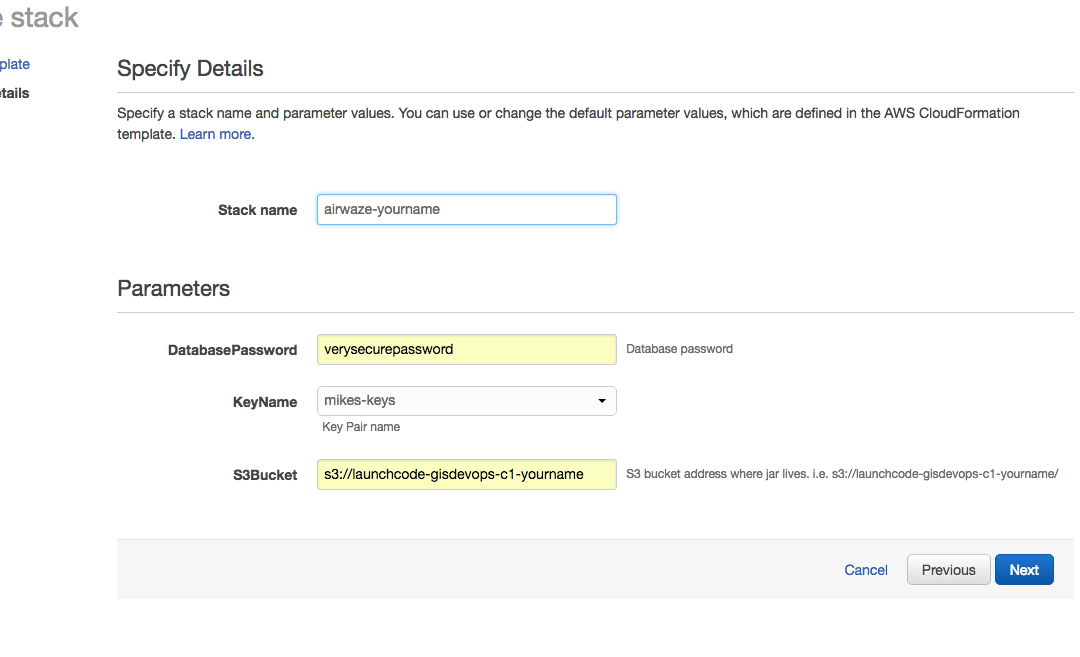 e stack
plate
etails
Specify Details
Specify a stack name and parameter values. You can use or change the default parameter values, which are defined in the AWS CloudFormation
template. Learn more.
Stack name airwaze-yourname
Parameters
DatabasePassword verysecurepassword Database password
KeyName mikes-keys
Key Pair name
S3Bucket s3://launchcode-gisdevops-c1-yourname S3 bucket address where jar lives. i.e. s3://launchcode-gisdevops-c1-yourname/
Cancel Previous Next